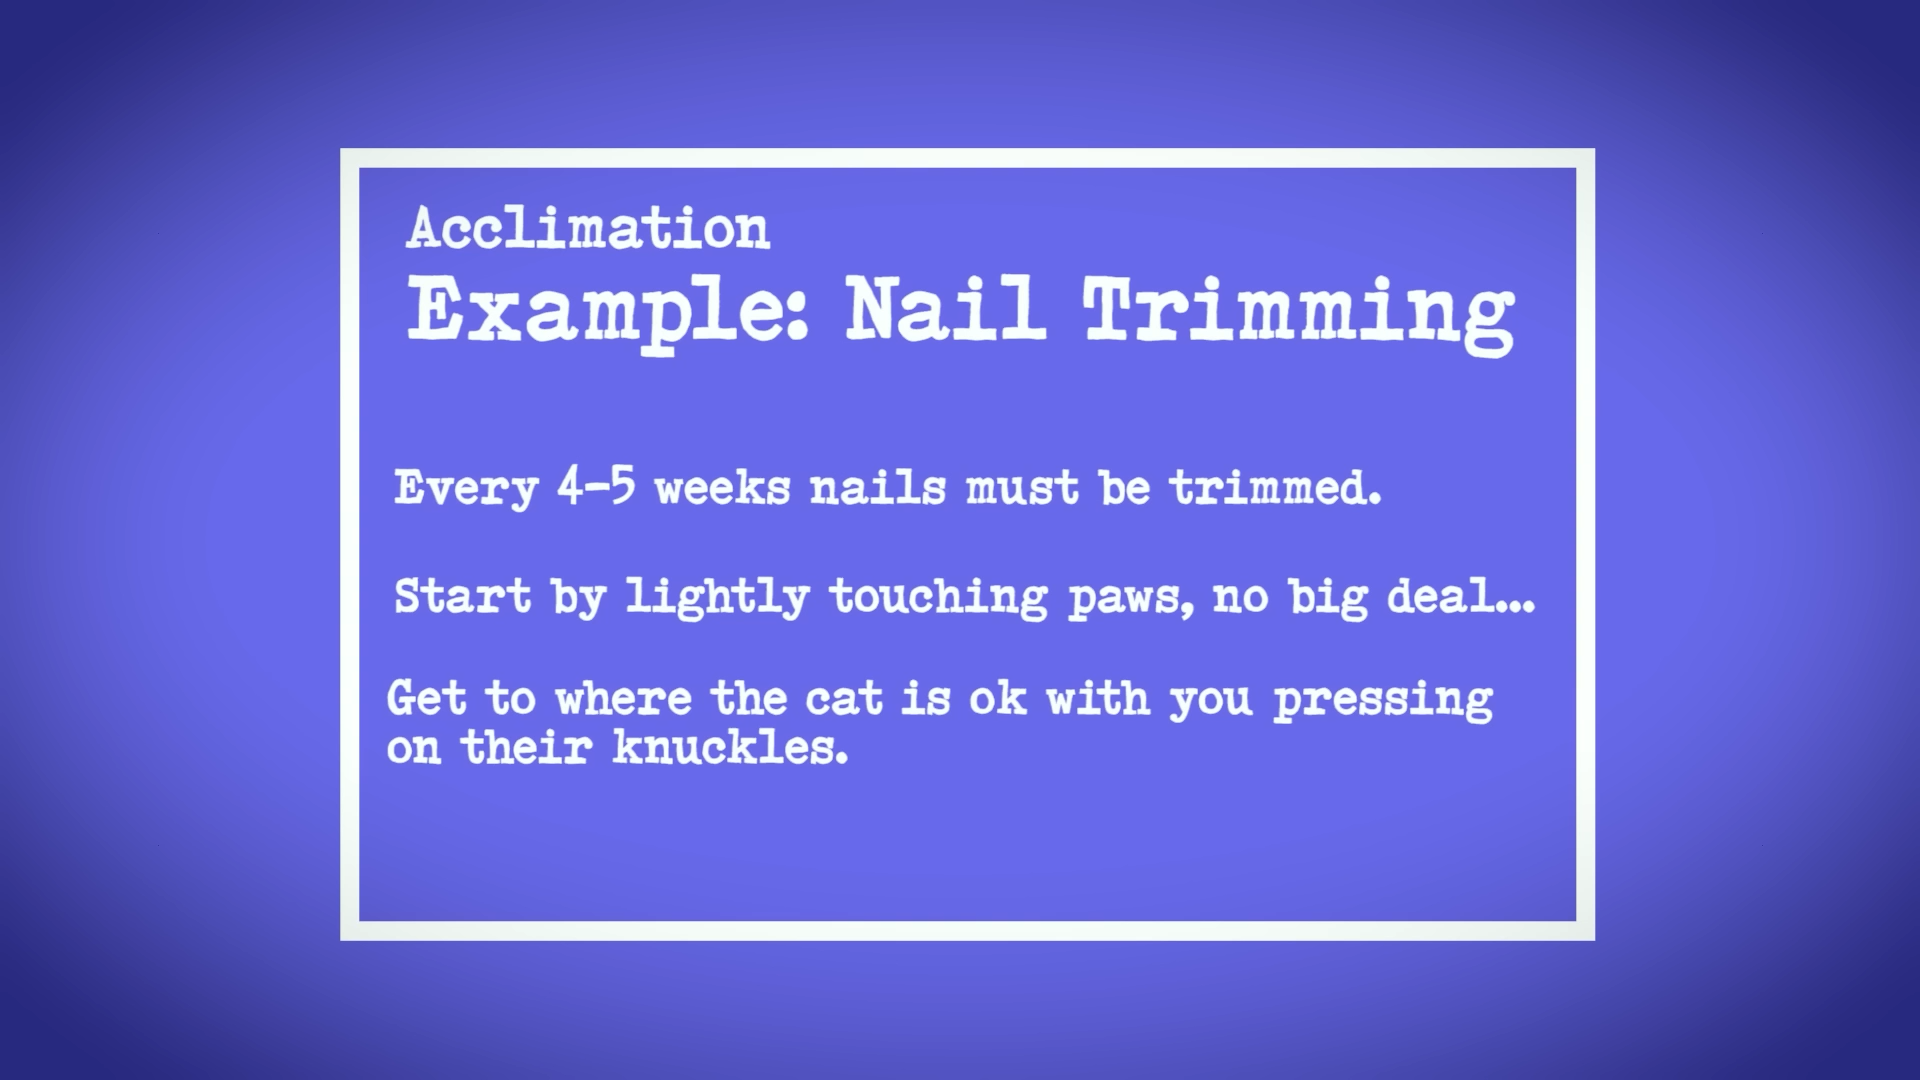 Acclimation
Example: Nail Trimming
Every 4-5 weeks nails must be trimmed.
Start by lightly touching paws, no big deal...
Get to where the cat is ok with you pressing
on their knuckles.